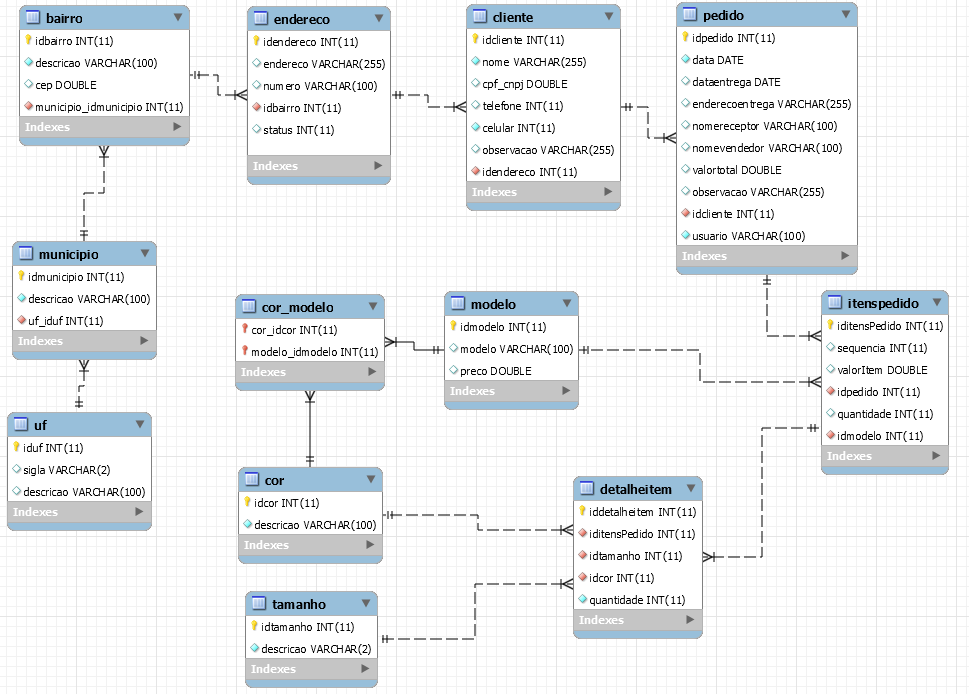 bairro
idbairro INT(11)
descricao VARCHAR(100)
cep DOUBLE
municipio_idmunicipio INT(11)
Indexes
endereco
idendereco INT(11)
endereco VARCHAR(255)
numero VARCHAR(100)
idbairro INT(11)
status INT(11)
Indexes
cliente
idcliente INT(11)
nome VARCHAR(255)
cpf_cnpj DOUBLE
telefone INT(11)
celular INT(11)
observacao VARCHAR(255)
idendereco INT(11)
Indexes
pedido
idpedido INT(11)
data DATE
dataentrega DATE
enderecoentrega VARCHAR(255)
nomereceptor VARCHAR(100)
nomevendedor VARCHAR(100)
valortotal DOUBLE
observacao VARCHAR(255)
idcliente INT(11)
usuario VARCHAR(100)
Indexes
municipio
idmunicipio INT(11)
descricao VARCHAR(100)
uf_iduf INT(11)
Indexes
cor_modelo
cor_idcor INT(11)
modelo_idmodelo INT(11)
Indexes
modelo
idmodelo INT(11)
modelo VARCHAR(100)
preco DOUBLE
Indexes
itenspedido
iditensPedido INT(11)
sequencia INT(11)
valorItem DOUBLE
idpedido INT(11)
quantidade INT(11)
idmodelo INT(11)
Indexes
uf
iduf INT(11)
sigla VARCHAR(2)
descricao VARCHAR(100)
Indexes
cor
idcor INT(11)
descricao VARCHAR(100)
Indexes
detalheitem
iddetalheitem INT(11)
iditensPedido INT(11)
idtamanho INT(11)
idcor INT(11)
quantidade INT(11)
Indexes
tamanho
idtamanho INT(11)
descricao VARCHAR(2)
Indexes